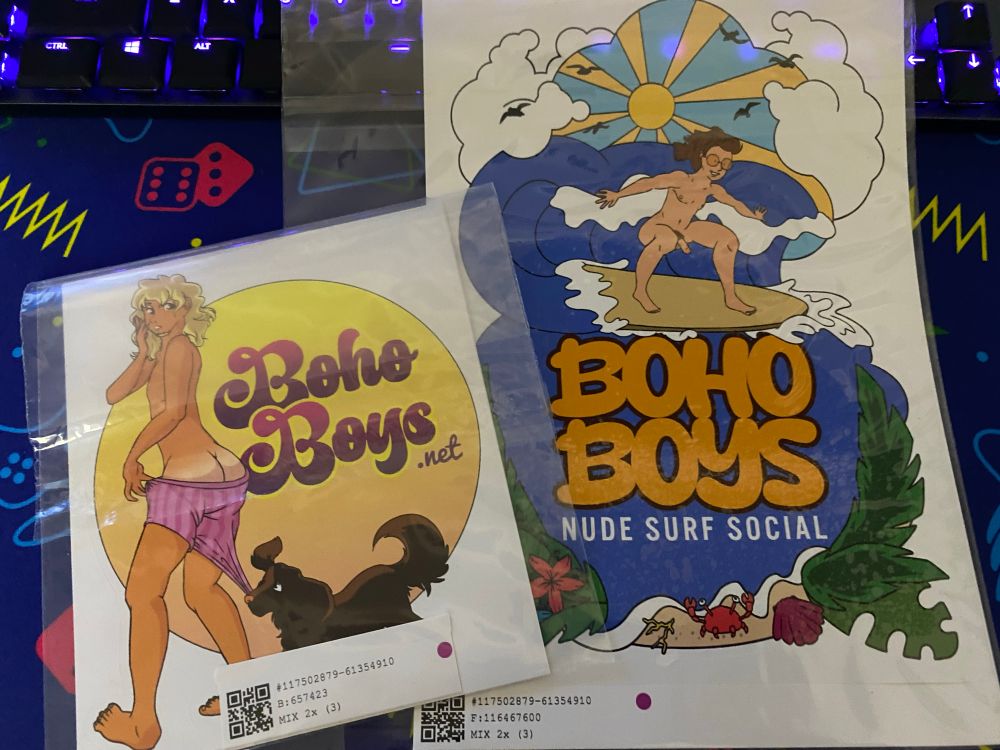 CTRL
ALT
Boho
Boys
.net
#117502879-61354910
B:657423
MIX 2x (3)
BOHO
BOYS
NUDE SURF SOCIAL
#117502879-61354910
F:116467600
MIX 2x (3)